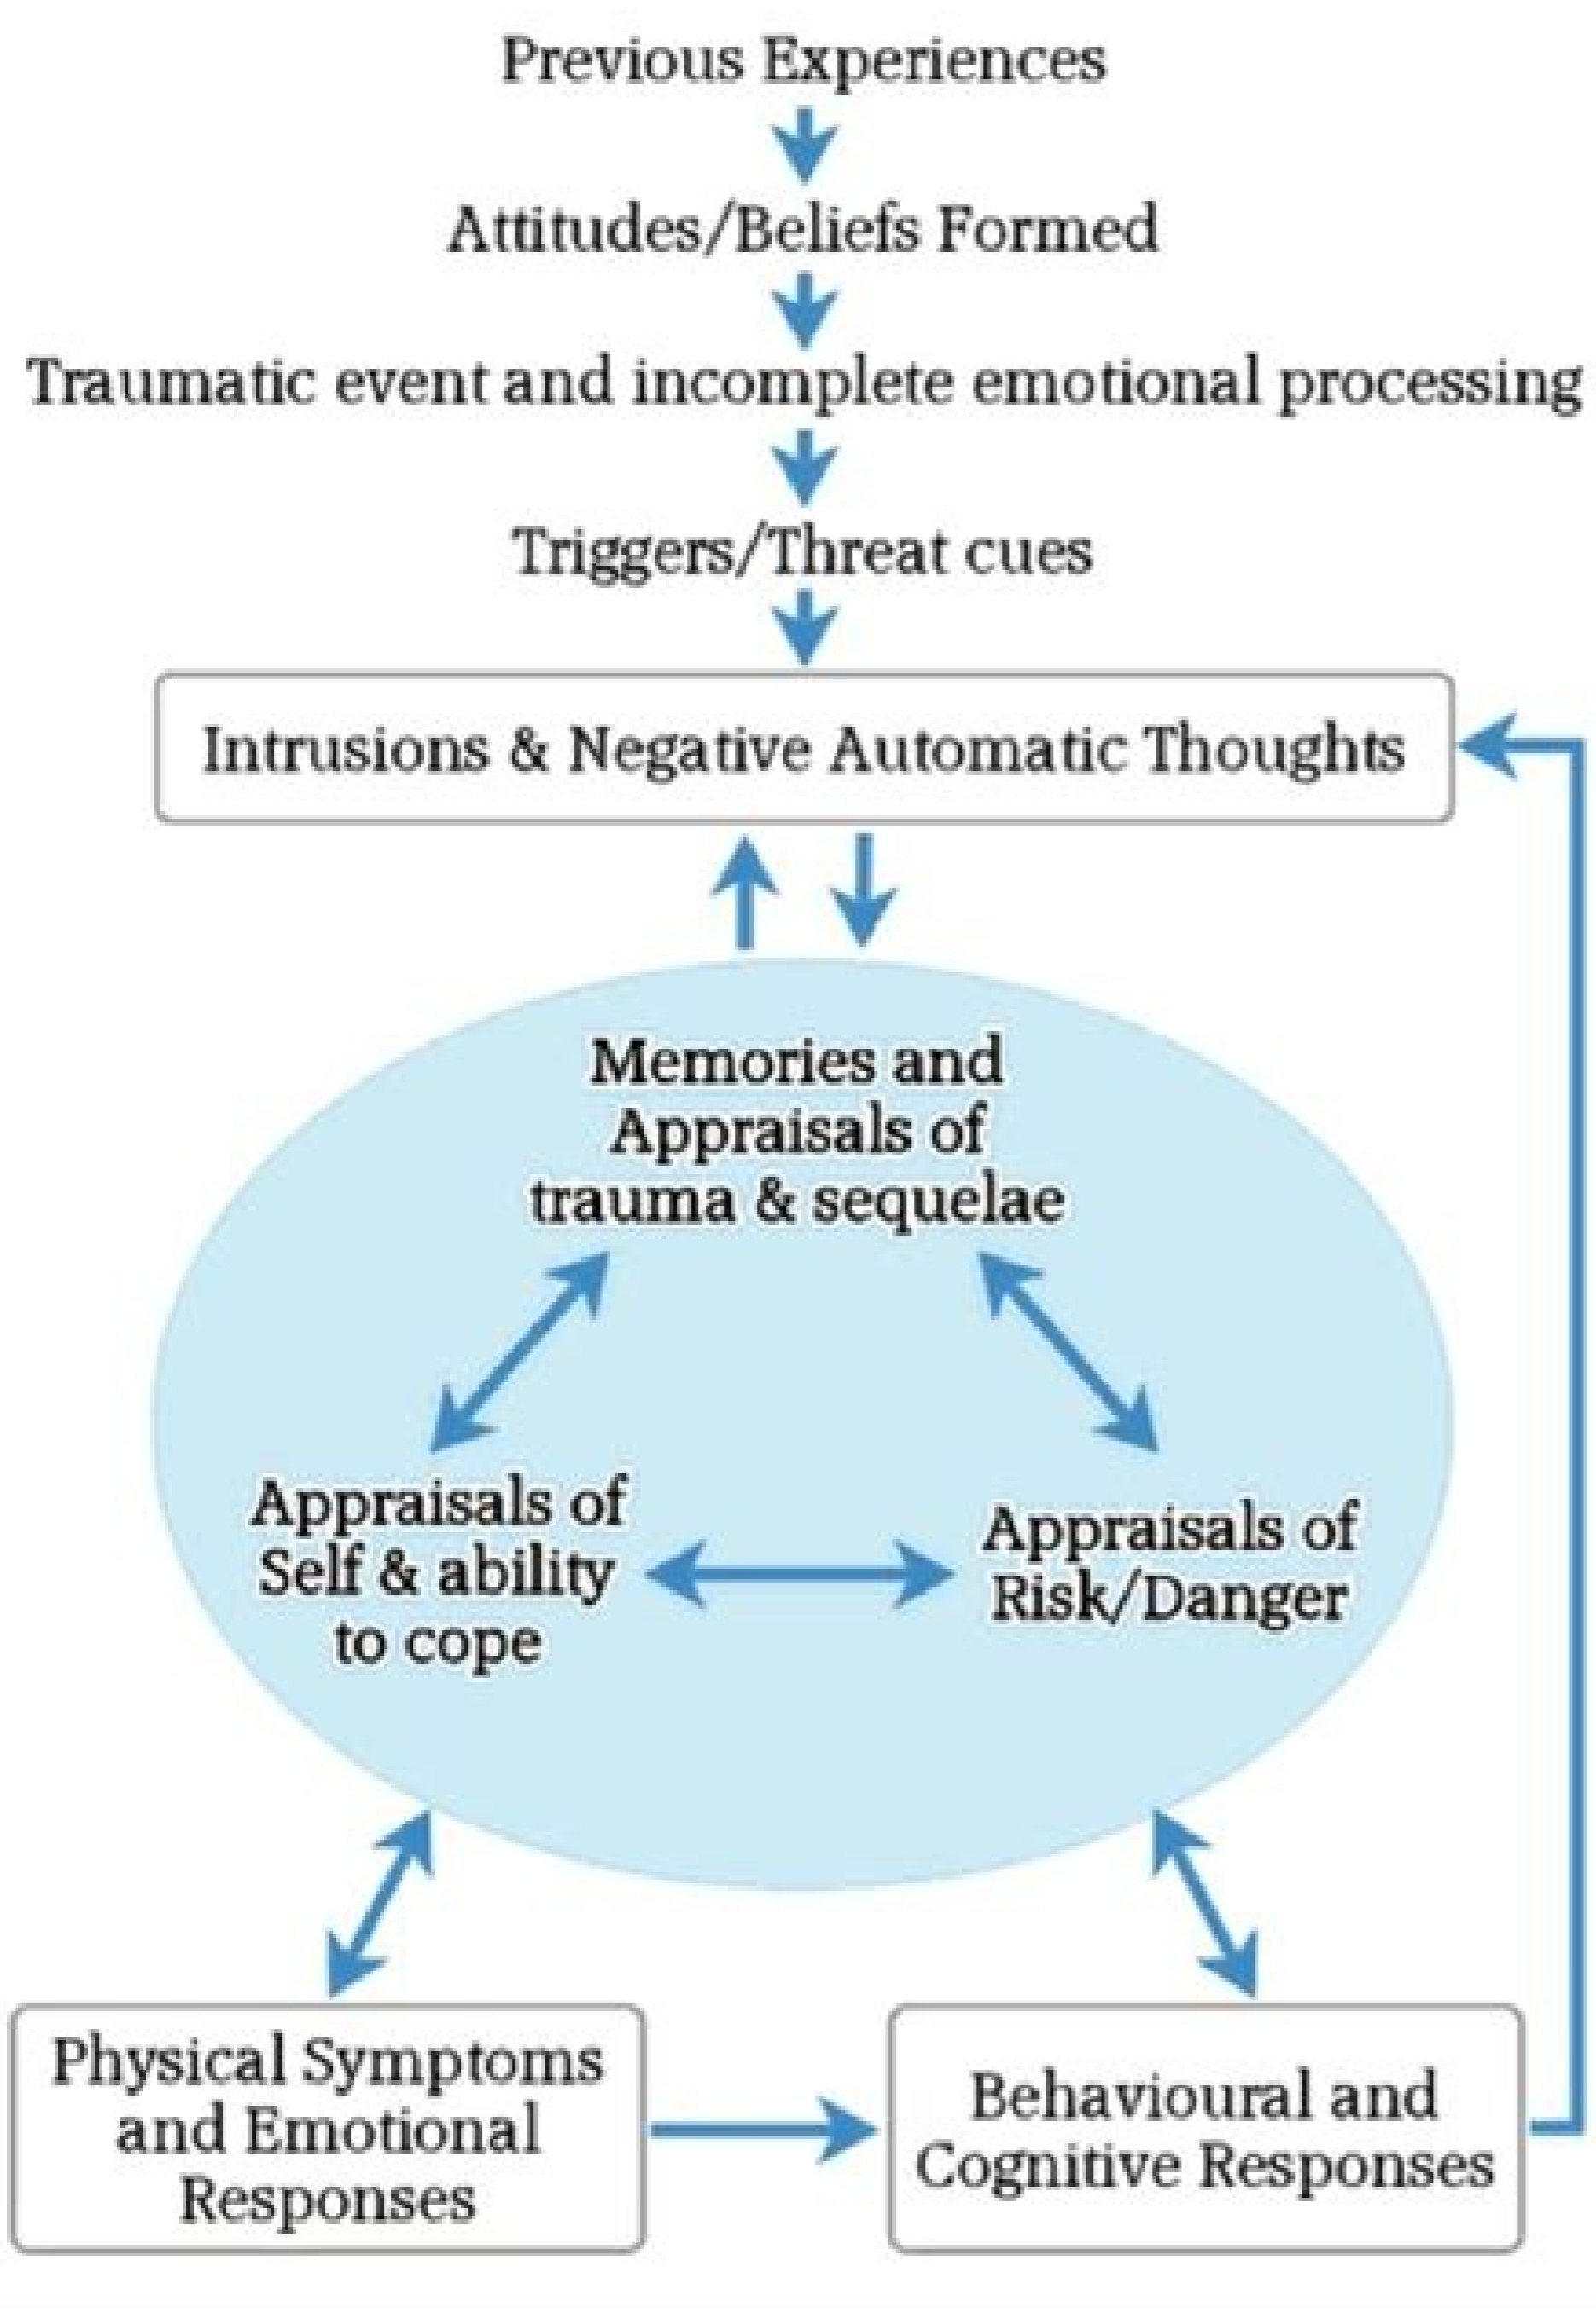 Previous Experiences
Attitudes/Beliefs Formed
Traumatic event and incomplete emotional processing
Triggers/Threat cues
Intrusions & Negative Automatic Thoughts
Memories and
Appraisals of
trauma & sequelae
Appraisals of
Self & ability
to cope
Appraisals of
Risk/Danger
Physical Symptoms
and Emotional
Responses
Behavioural and
Cognitive Responses